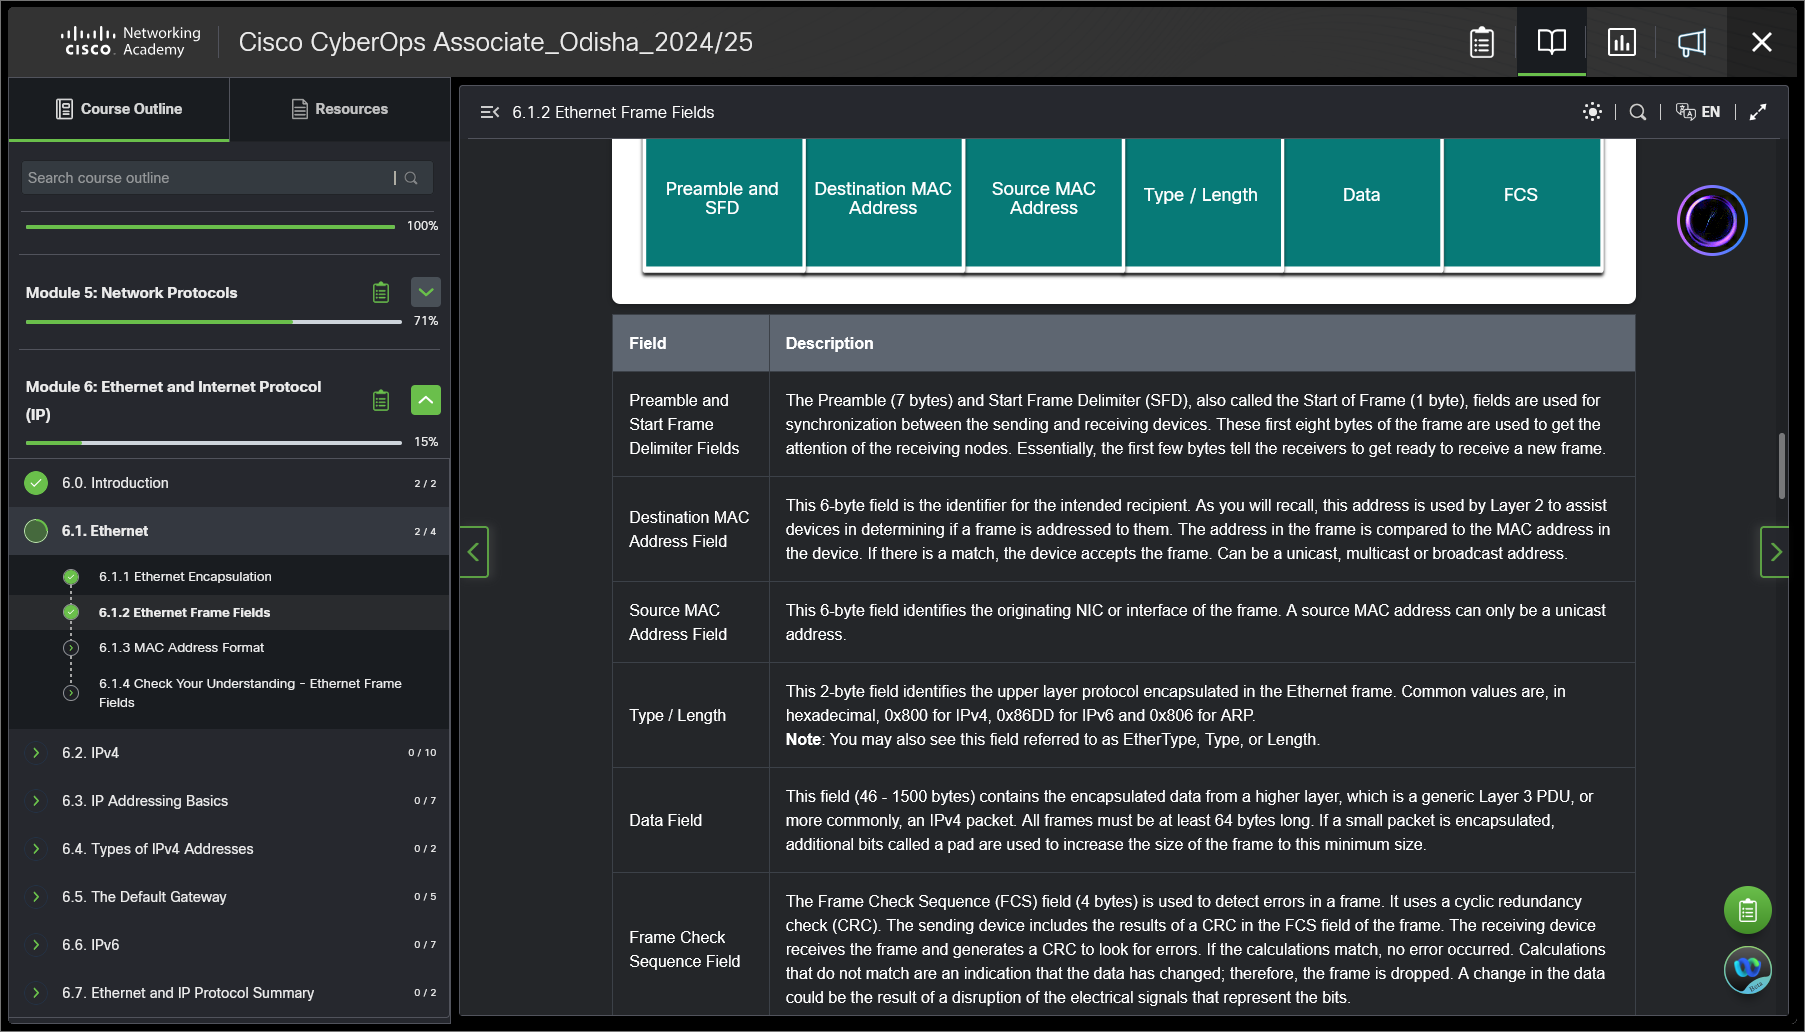 CISCO Networking Academy
Cisco CyberOps Associate_Odisha_2024/25
Course Outline
Resources
Search course outline
100%
Module 5: Network Protocols
71%
Module 6: Ethernet and Internet Protocol
(IP)
15%
6.0. Introduction 2 / 2
6.1. Ethernet 2 / 4
6.1.1 Ethernet Encapsulation
6.1.2 Ethernet Frame Fields
6.1.3 MAC Address Format
6.1.4 Check Your Understanding - Ethernet Frame
Fields
6.2. IPv4 0 / 10
6.3. IP Addressing Basics 0 / 7
6.4. Types of IPv4 Addresses 0 / 2
6.5. The Default Gateway 0 / 5
6.6. IPv6 0 / 7
6.7. Ethernet and IP Protocol Summary 0 / 2
6.1.2 Ethernet Frame Fields
EN
Preamble and
SFD
Destination MAC
Address
Source MAC
Address
Type / Length
Data
FCS
Field
Description
Preamble and
Start Frame
Delimiter Fields
The Preamble (7 bytes) and Start Frame Delimiter (SFD), also called the Start of Frame (1 byte), fields are used for
synchronization between the sending and receiving devices. These first eight bytes of the frame are used to get the
attention of the receiving nodes. Essentially, the first few bytes tell the receivers to get ready to receive a new frame.
Destination MAC
Address Field
This 6-byte field is the identifier for the intended recipient. As you will recall, this address is used by Layer 2 to assist
devices in determining if a frame is addressed to them. The address in the frame is compared to the MAC address in
the device. If there is a match, the device accepts the frame. Can be a unicast, multicast or broadcast address.
Source MAC
Address Field
This 6-byte field identifies the originating NIC or interface of the frame. A source MAC address can only be a unicast
address.
Type / Length
This 2-byte field identifies the upper layer protocol encapsulated in the Ethernet frame. Common values are, in
hexadecimal, 0x800 for IPv4, 0x86DD for IPv6 and 0x806 for ARP.
Note: You may also see this field referred to as EtherType, Type, or Length.
Data Field
This field (46 - 1500 bytes) contains the encapsulated data from a higher layer, which is a generic Layer 3 PDU, or
more commonly, an IPv4 packet. All frames must be at least 64 bytes long. If a small packet is encapsulated,
additional bits called a pad are used to increase the size of the frame to this minimum size.
Frame Check
Sequence Field
The Frame Check Sequence (FCS) field (4 bytes) is used to detect errors in a frame. It uses a cyclic redundancy
check (CRC). The sending device includes the results of a CRC in the FCS field of the frame. The receiving device
receives the frame and generates a CRC to look for errors. If the calculations match, no error occurred. Calculations
that do not match are an indication that the data has changed; therefore, the frame is dropped. A change in the data
could be the result of a disruption of the electrical signals that represent the bits.
Beta